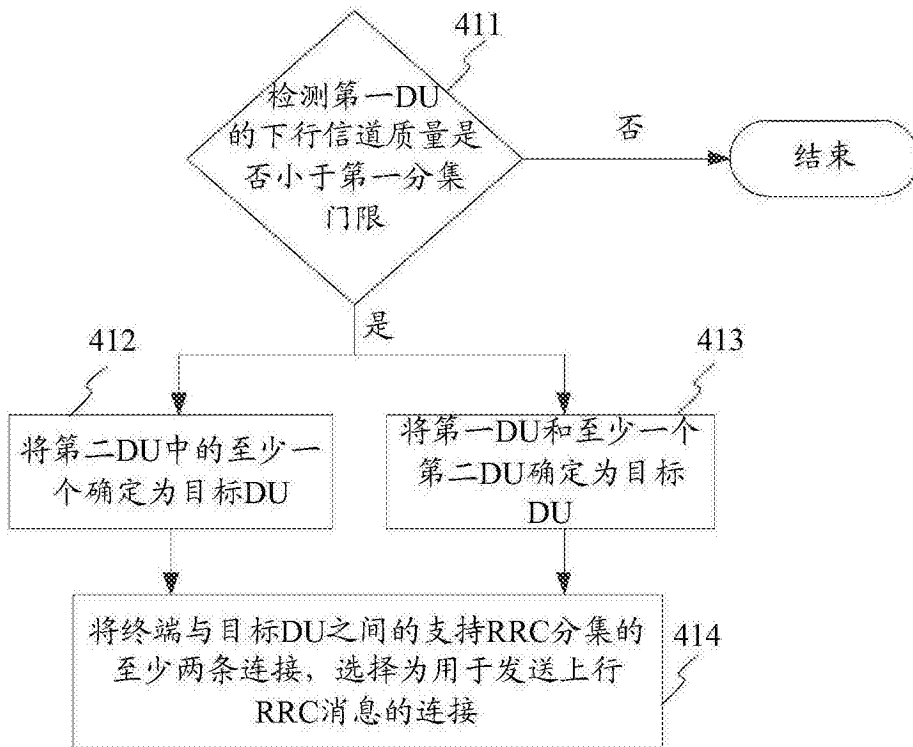 411
检测第一DU
的下行信道质量是
否小于第一分集
门限
否
结束
是
412
413
将第二DU中的至少一
个确定为目标DU
将第一DU和至少一个
第二DU确定为目标
DU
将终端与目标DU之间的支持RRC分集的
至少两条连接，选择为用于发送上行
RRC消息的连接
414